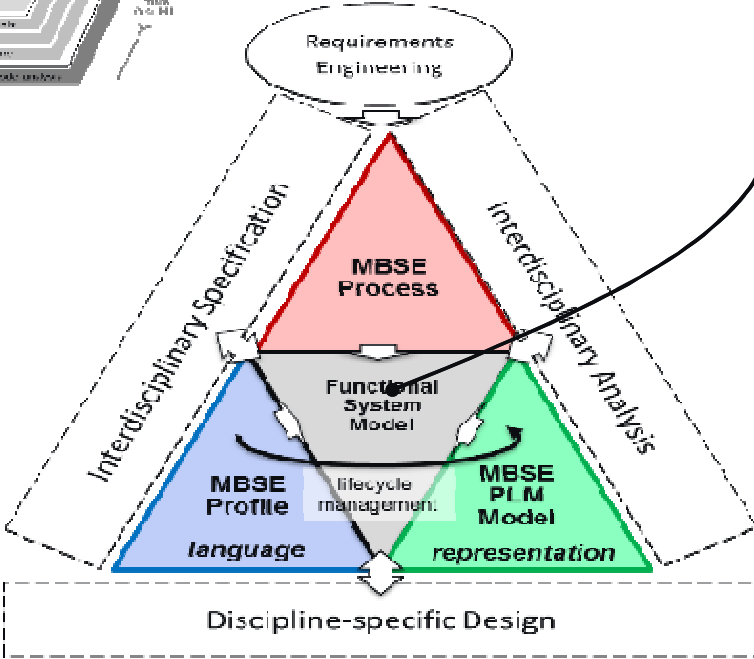 Requirements
Engineering
Interdisciplinary Specification
Interdisciplinary Analysis
MBSE
Process
Functional
System
Model
lifecycle
management
MBSE
Profile
language
MBSE
PLM
Model
representation
Discipline-specific Design